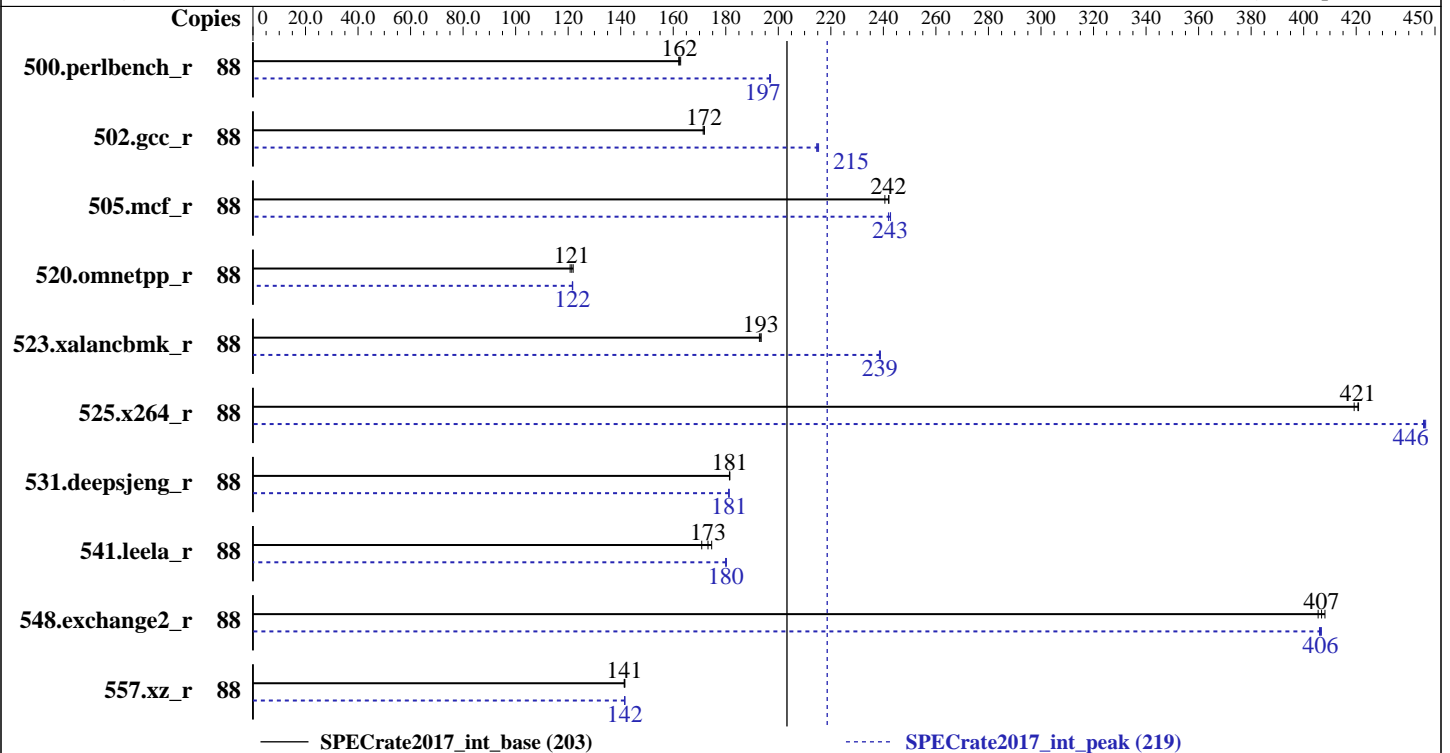 Copies 0 20.0 40.0 60.0 80.0 100 120 140 160 180 200 220 240 260 280 300 320 340 360 380 400 420 450
162
500.perlbench_r 88
197
172
502.gcc_r 88
215
242
505.mcf_r 88
243
121
520.omnetpp_r 88
122
193
523.xalancbmk_r 88
239
421
525.x264_r 88
446
181
531.deepsjeng_r 88
181
173
541.leela_r 88
180
407
548.exchange2_r 88
406
141
557.xz_r 88
142
SPECrate2017_int_base (203) SPECrate2017_int_peak (219)